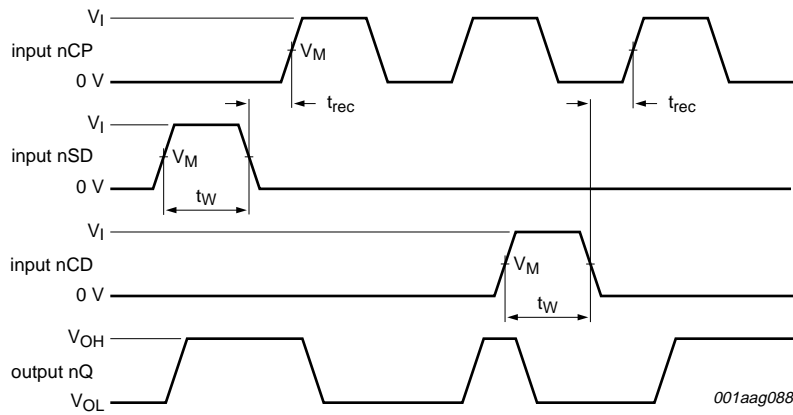 VI
input nCP
VM
0 V
trec
trec
VI
input nSD
VM
0 V
tW
VI
input nCD
VM
0 V
tW
VOH
output nQ
VOL
001aag088